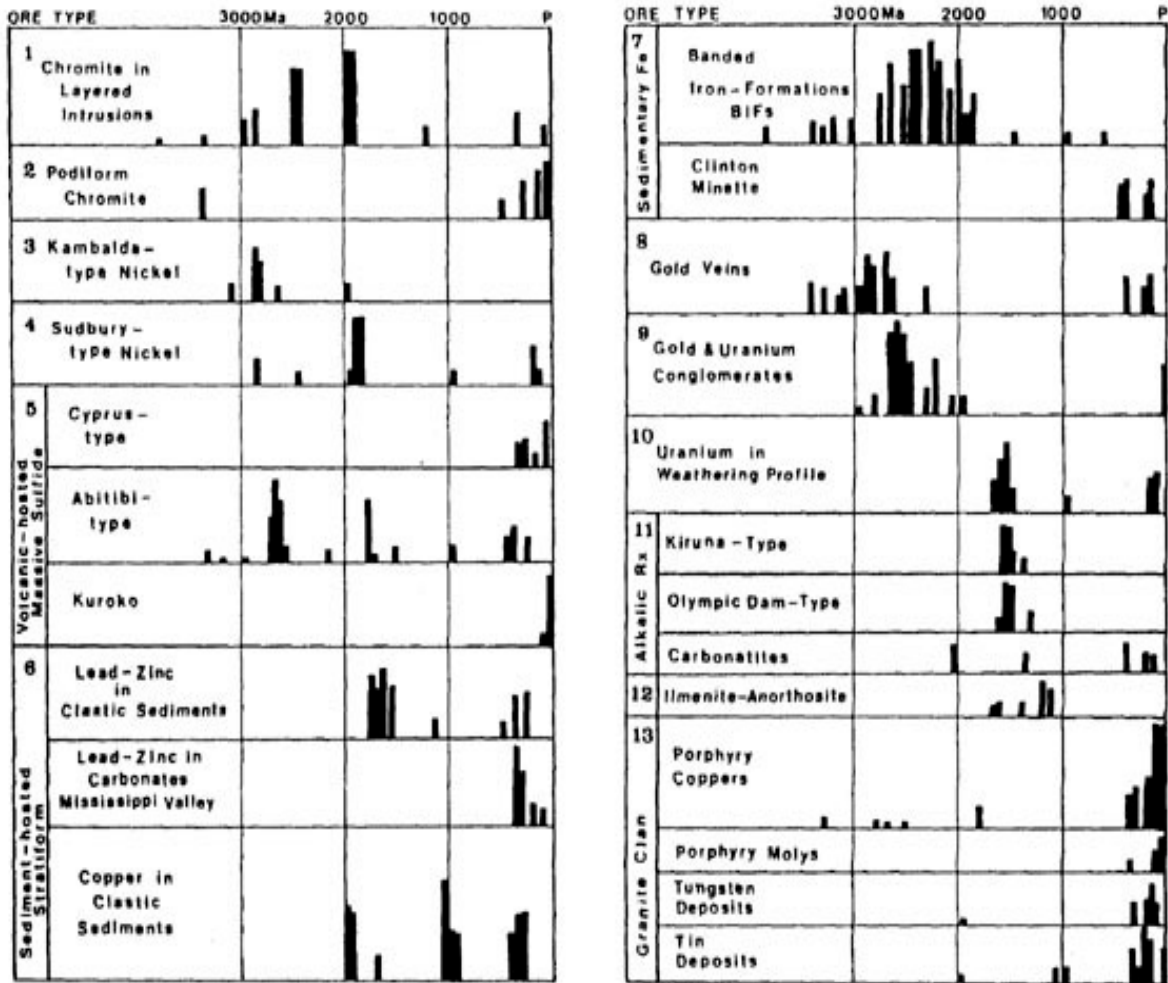 ORE TYPE 3000Ma 2000 1000 P
1 Chromite in
Layered
Intrusions
2 Podiform
Chromite
3 Kambalda-
type Nickel
4 Sudbury-
type Nickel
Volcanic-hosted
Massive Sulfide
5 Cyprus-
type
Abitibi-
type
Kuroko
Sediment-hosted
Stratiform
6 Lead-Zinc
in
Clastic Sediments
Lead-Zinc in
Carbonates
Mississippi Valley
Copper in
Clastic
Sediments
ORE TYPE 3000Ma 2000 1000 P
Sedimentary Fe
7 Banded
Iron-Formations
BIFs
Clinton
Minette
8
Gold Veins
9
Gold & Uranium
Conglomerates
10
Uranium in
Weathering Profile
Alkalic Rx
11
Kiruna-Type
Olympic Dam-Type
Carbonatites
12 Ilmenite-Anorthosite
Granite Clan
13
Porphyry
Coppers
Porphyry Molys
Tungsten
Deposits
Tin
Deposits